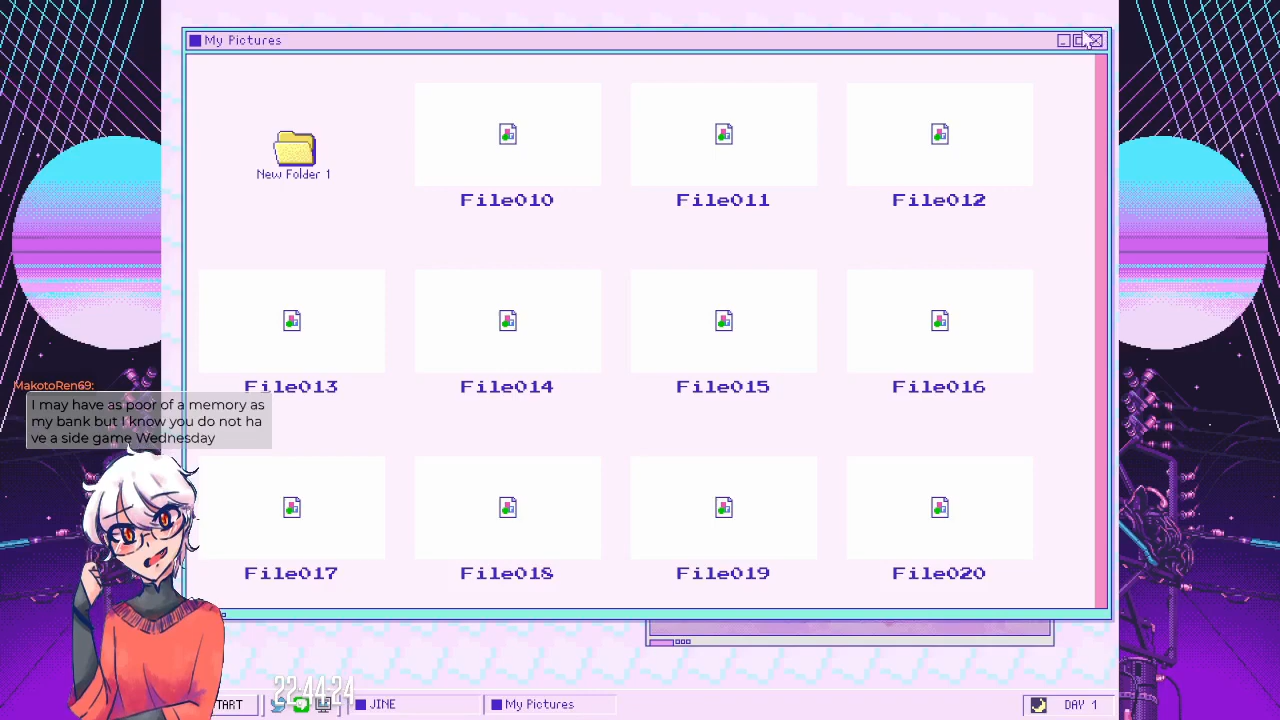 My Pictures
New Folder 1
File010
File011
File012
File013
File014
File015
File016
MakotoRen69:
I may have as poor of a memory as
my bank but I know you do not ha
ve a side game Wednesday
File017
File018
File019
File020
22:44:24
TART
JINE
My Pictures
DAY 1